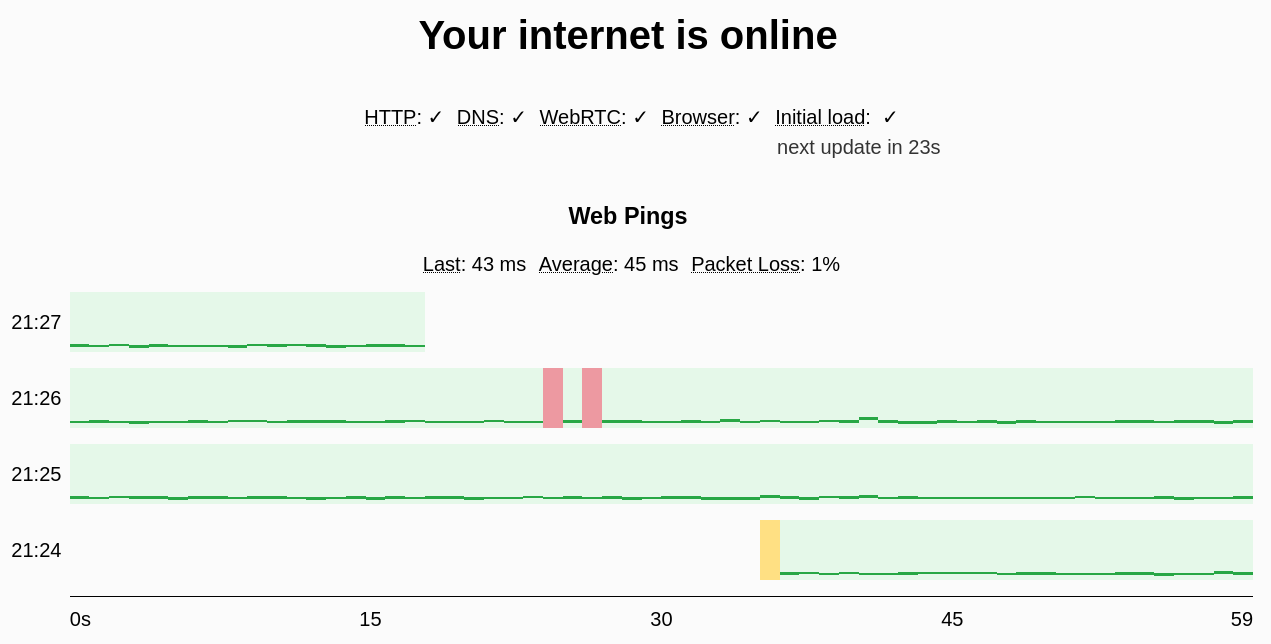 Your internet is online
HTTP: ✓ DNS: ✓ WebRTC: ✓ Browser: ✓ Initial load: ✓
next update in 23s
Web Pings
Last: 43 ms Average: 45 ms Packet Loss: 1%
21:27
21:26
21:25
21:24
0s 15 30 45 59